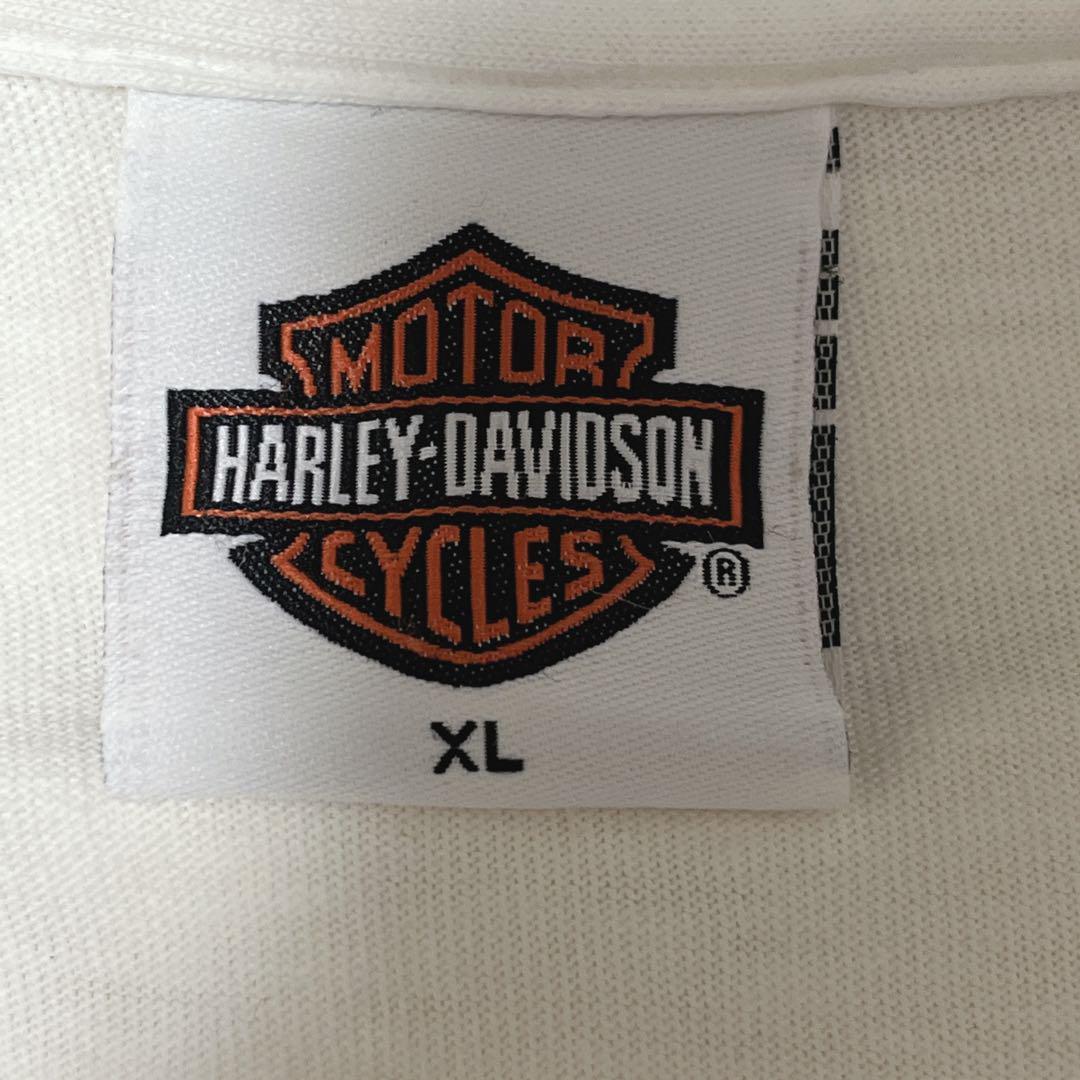 MOTOR
HARLEY-DAVIDSON
CYCLES
®
XL